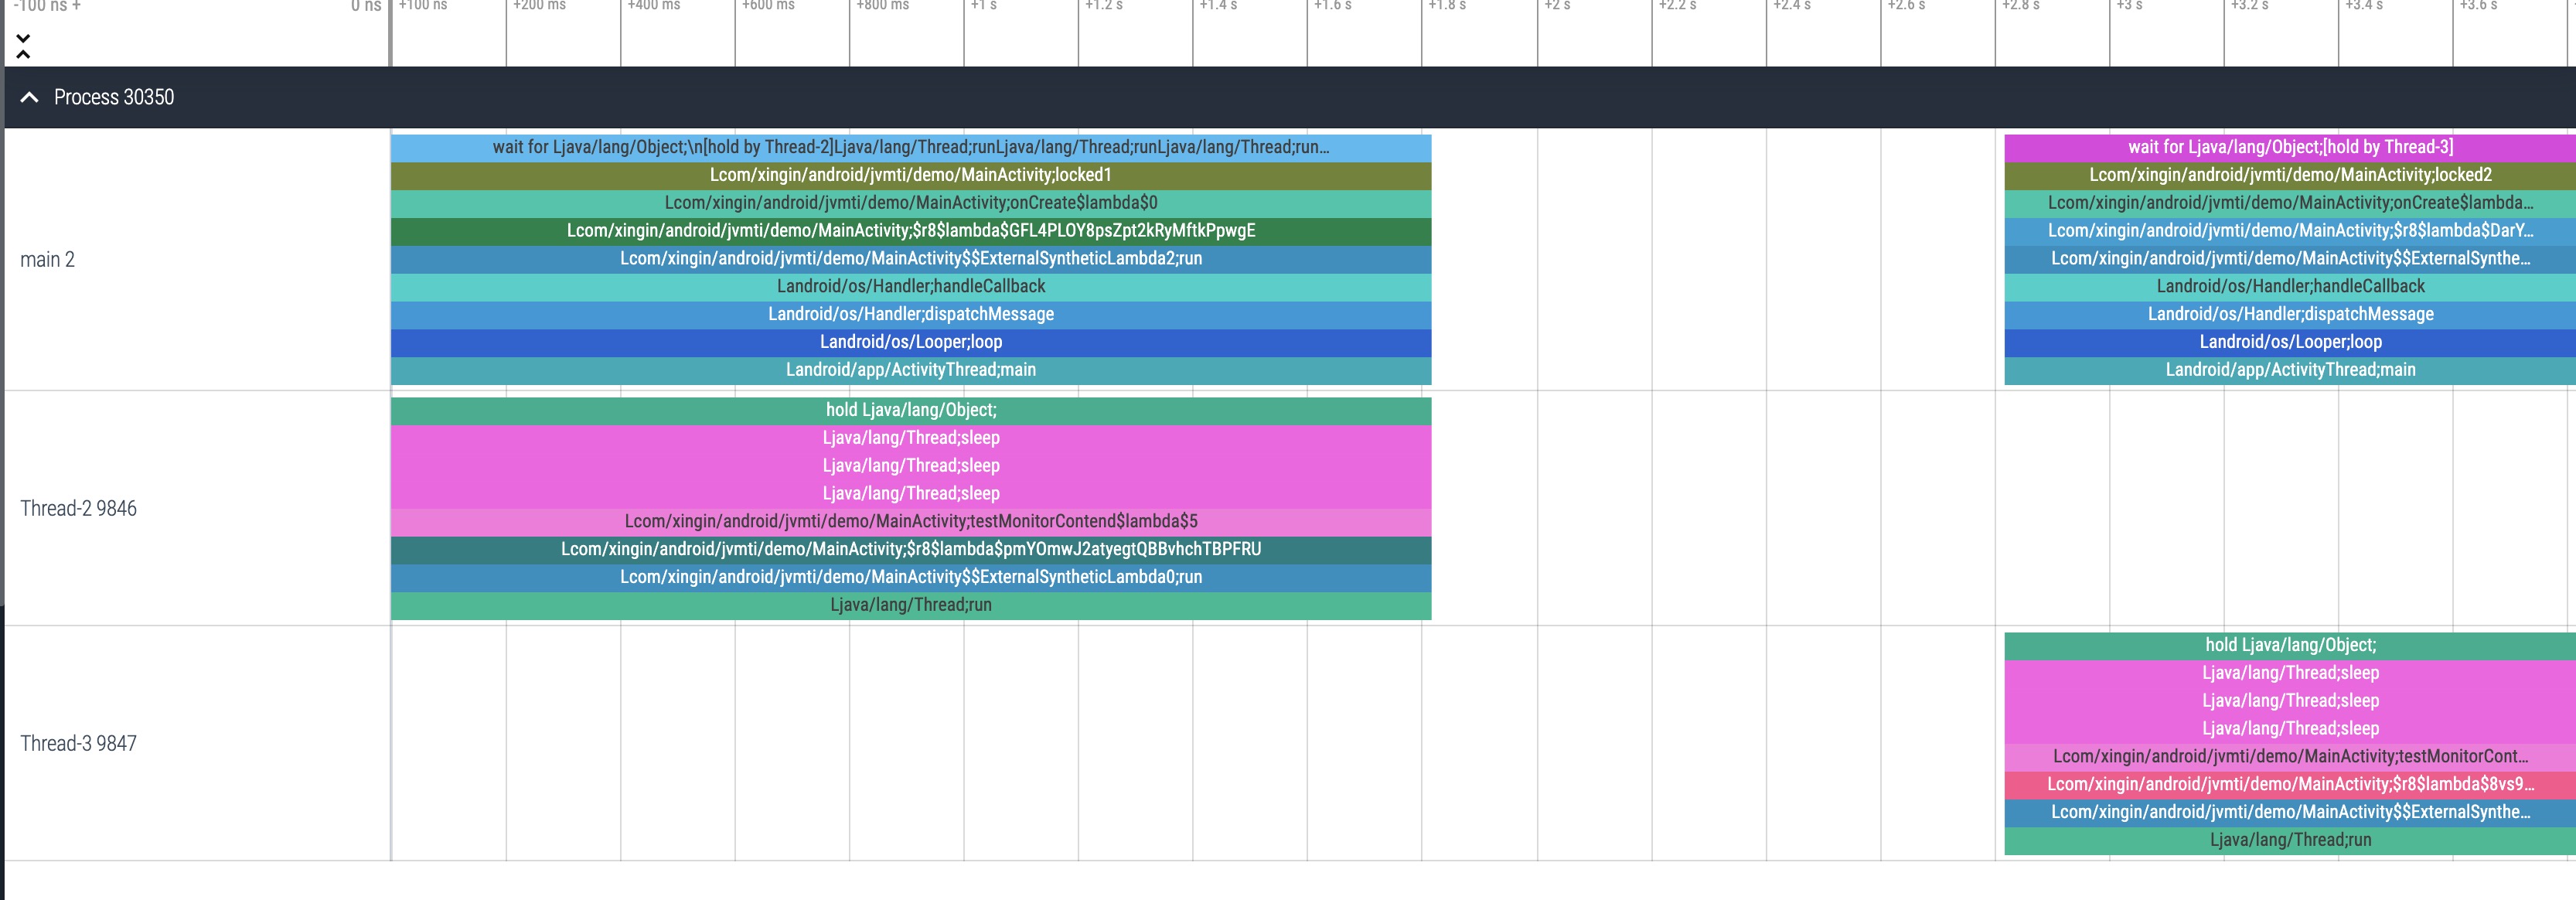 -100 ns +
0 ns
+100 ns +200 ms +400 ms +600 ms +800 ms +1 s +1.2 s +1.4 s +1.6 s +1.8 s +2 s +2.2 s +2.4 s +2.6 s +2.8 s +3 s +3.2 s +3.4 s +3.6 s
Process 30350
main 2
wait for Ljava/lang/Object;\n[hold by Thread-2]Ljava/lang/Thread;runLjava/lang/Thread;runLjava/lang/Thread;run...
Lcom/xingin/android/jvmti/demo/MainActivity;locked1
Lcom/xingin/android/jvmti/demo/MainActivity;onCreate$lambda$0
Lcom/xingin/android/jvmti/demo/MainActivity;$r8$lambda$GFL4PLOY8psZpt2kRyMftkPpwgE
Lcom/xingin/android/jvmti/demo/MainActivity$$ExternalSyntheticLambda2;run
Landroid/os/Handler;handleCallback
Landroid/os/Handler;dispatchMessage
Landroid/os/Looper;loop
Landroid/app/ActivityThread;main
wait for Ljava/lang/Object;[hold by Thread-3]
Lcom/xingin/android/jvmti/demo/MainActivity;locked2
Lcom/xingin/android/jvmti/demo/MainActivity;onCreate$lambda...
Lcom/xingin/android/jvmti/demo/MainActivity;$r8$lambda$DarY...
Lcom/xingin/android/jvmti/demo/MainActivity$$ExternalSynthe...
Landroid/os/Handler;handleCallback
Landroid/os/Handler;dispatchMessage
Landroid/os/Looper;loop
Landroid/app/ActivityThread;main
Thread-2 9846
hold Ljava/lang/Object;
Ljava/lang/Thread;sleep
Ljava/lang/Thread;sleep
Ljava/lang/Thread;sleep
Lcom/xingin/android/jvmti/demo/MainActivity;testMonitorContend$lambda$5
Lcom/xingin/android/jvmti/demo/MainActivity;$r8$lambda$pmYOmwJ2atyegtQBBvhchTBPFRU
Lcom/xingin/android/jvmti/demo/MainActivity$$ExternalSyntheticLambda0;run
Ljava/lang/Thread;run
Thread-3 9847
hold Ljava/lang/Object;
Ljava/lang/Thread;sleep
Ljava/lang/Thread;sleep
Ljava/lang/Thread;sleep
Lcom/xingin/android/jvmti/demo/MainActivity;testMonitorCont...
Lcom/xingin/android/jvmti/demo/MainActivity;$r8$lambda$8vs9...
Lcom/xingin/android/jvmti/demo/MainActivity$$ExternalSynthe...
Ljava/lang/Thread;run